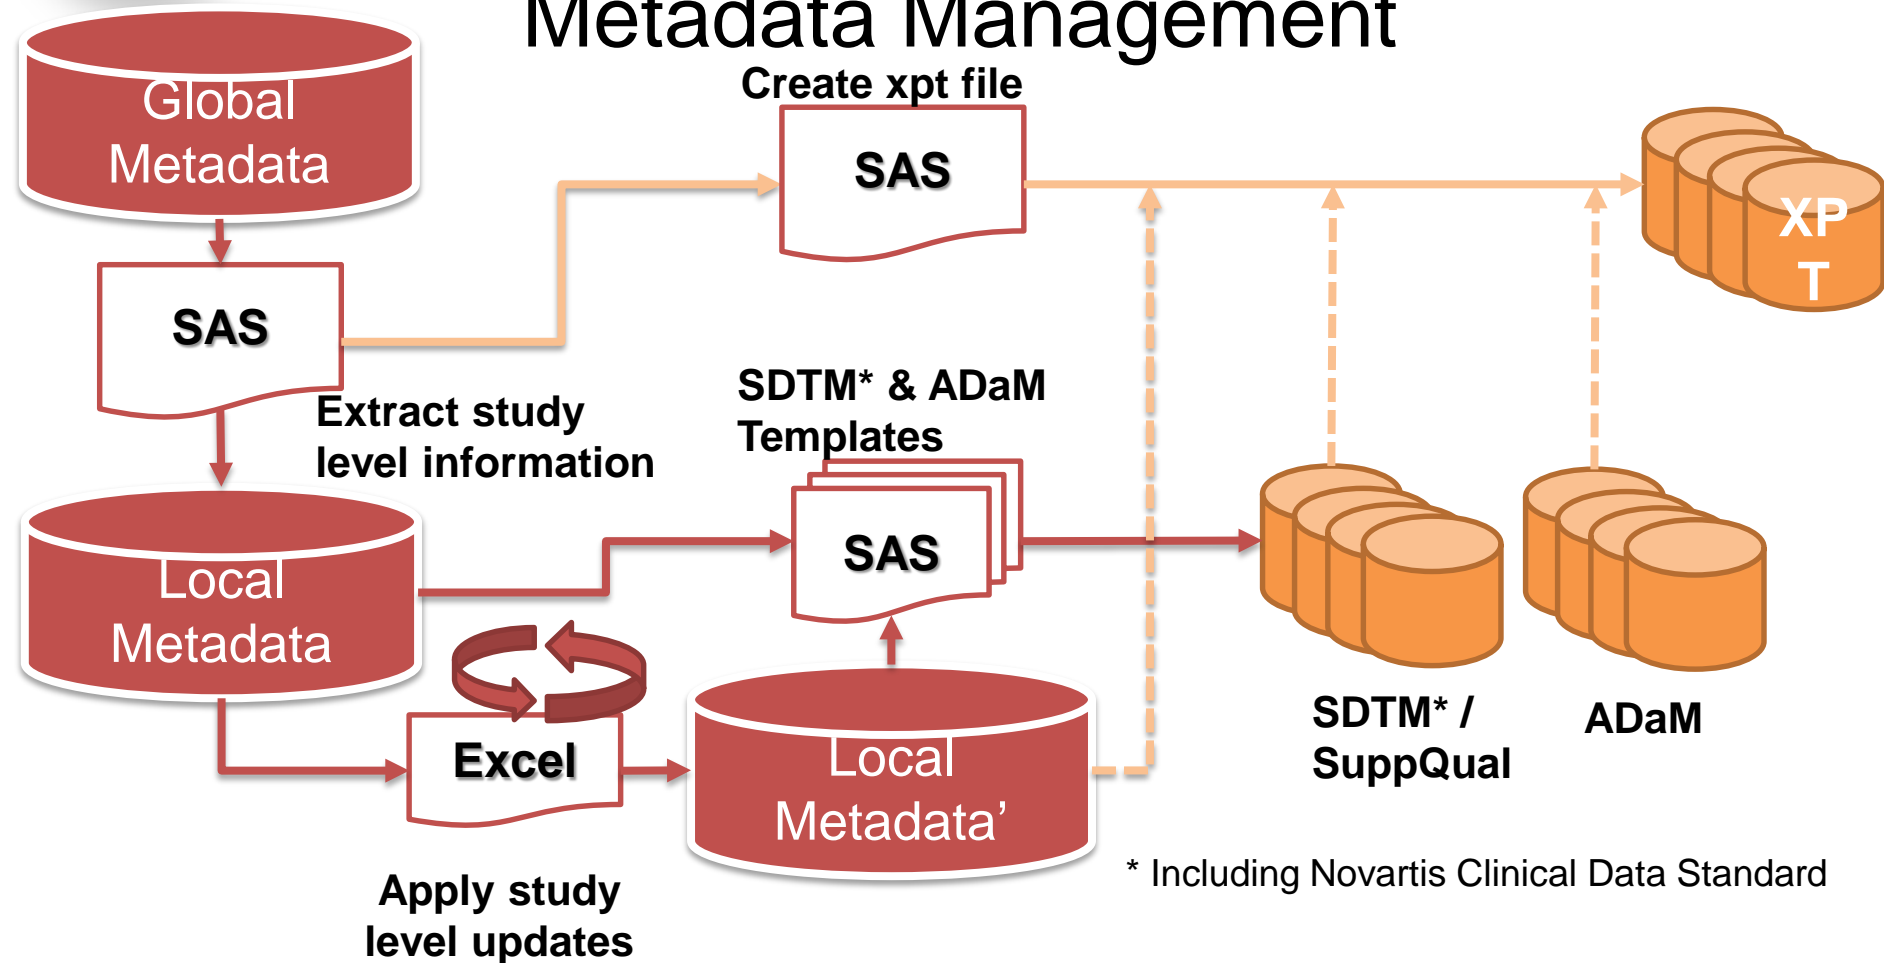 Metadata Management
Global
Metadata
Create xpt file
SAS
XP
T
SAS
Extract study
level information
SDTM* & ADaM
Templates
SAS
Local
Metadata
Excel
Local
Metadata’
SDTM* /
SuppQual
ADaM
Apply study
level updates
* Including Novartis Clinical Data Standard